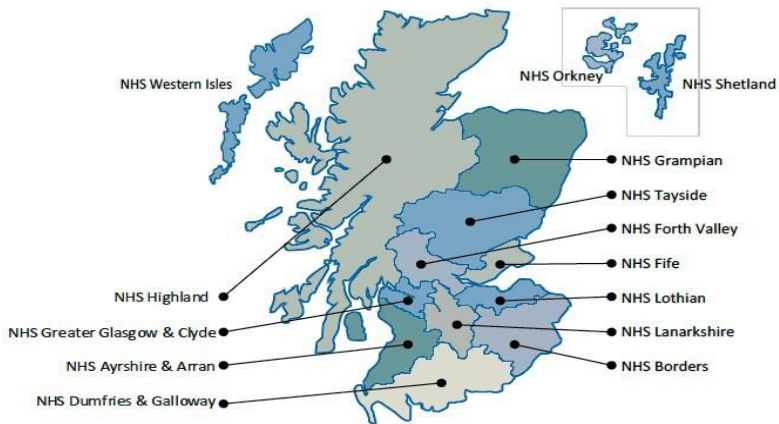 NHS Western Isles
NHS Orkney
NHS Shetland
NHS Grampian
NHS Tayside
NHS Forth Valley
NHS Fife
NHS Highland
NHS Lothian
NHS Greater Glasgow & Clyde
NHS Lanarkshire
NHS Ayrshire & Arran
NHS Borders
NHS Dumfries & Galloway